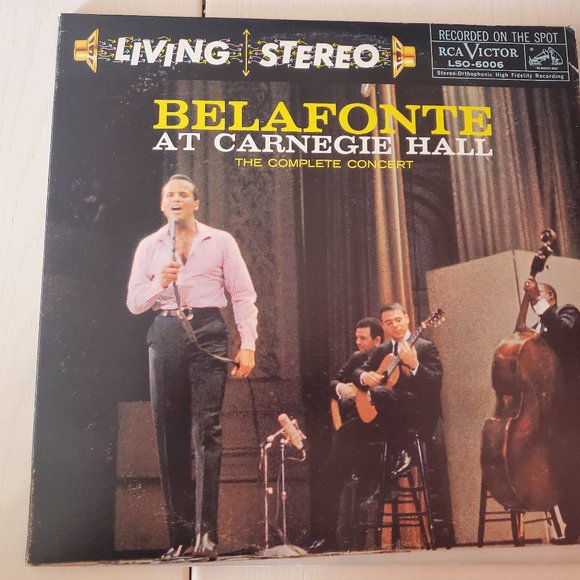 LIVING STEREO
RECORDED ON THE SPOT
RCA VICTOR
LSO-6006
Stereo-Orthophonic High Fidelity Recording
BELAFONTE
AT CARNEGIE HALL
THE COMPLETE CONCERT